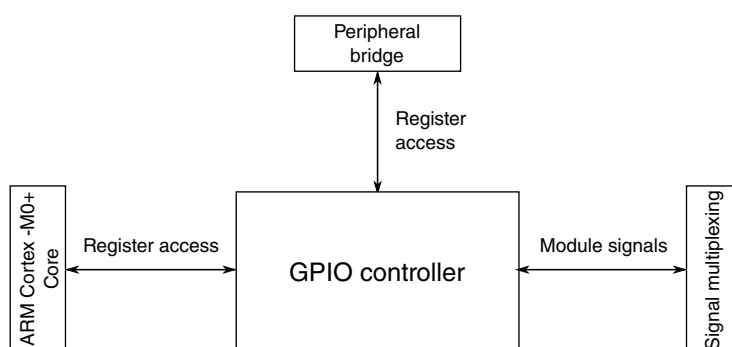 Peripheral
bridge
Register
access
ARM Cortex -M0+
Core
Register access
GPIO controller
Module signals
Signal multiplexing